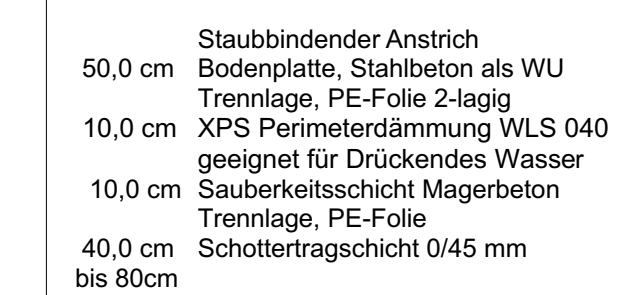 Staubbindender Anstrich
50,0 cm Bodenplatte, Stahlbeton als WU
Trennlage, PE-Folie 2-lagig
10,0 cm XPS Perimeterdämmung WLS 040
geeignet für Drückendes Wasser
10,0 cm Sauberkeitsschicht Magerbeton
Trennlage, PE-Folie
40,0 cm Schottertragschicht 0/45 mm
bis 80cm